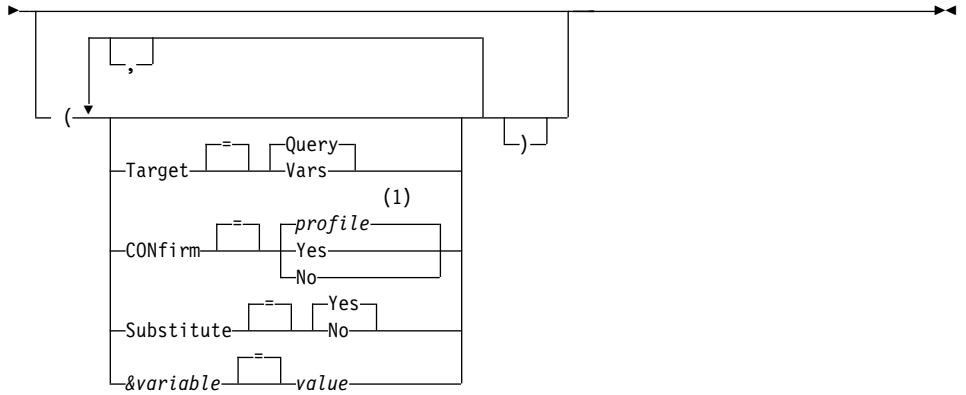 ,
(
)
= Query
Target Vars
(1)
= profile
CONfirm Yes
No
= Yes
Substitute No
=
&variable value